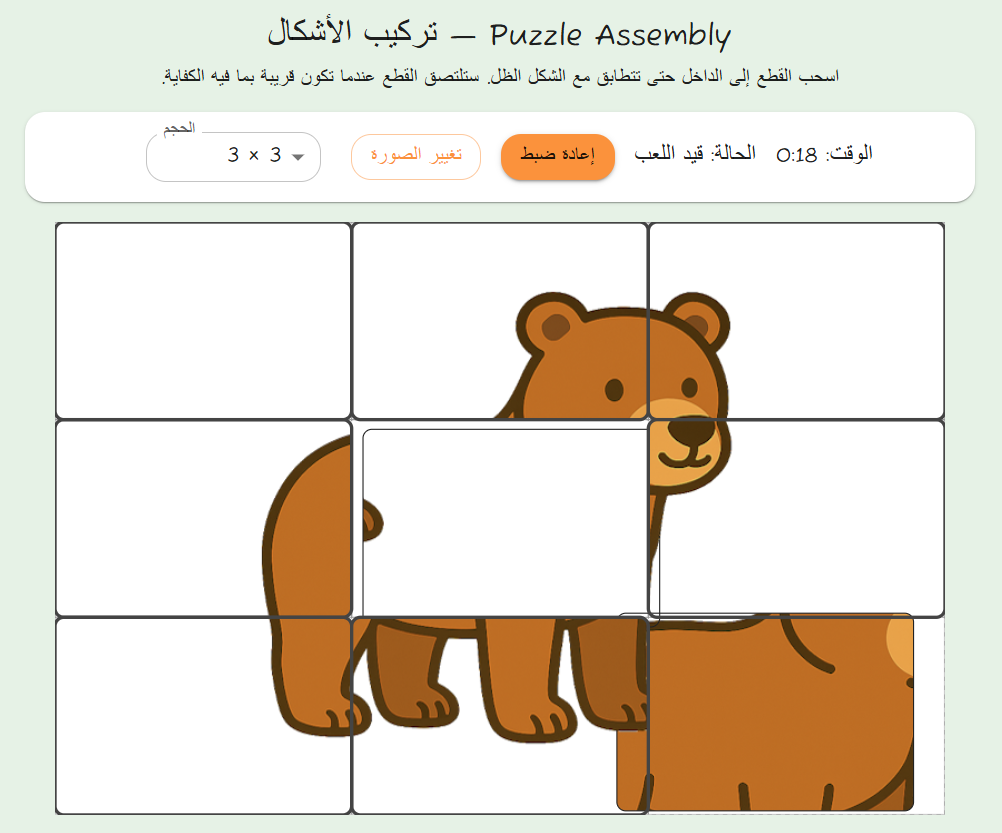 تركيب الأشكال — Puzzle Assembly
اسحب القطع إلى الداخل حتى تتطابق مع الشكل الظل. ستلتصق القطع عندما تكون قريبة بما فيه الكفاية.
الوقت: 0:18
الحالة: قيد اللعب
إعادة ضبط
تغيير الصورة
الحجم
3 × 3